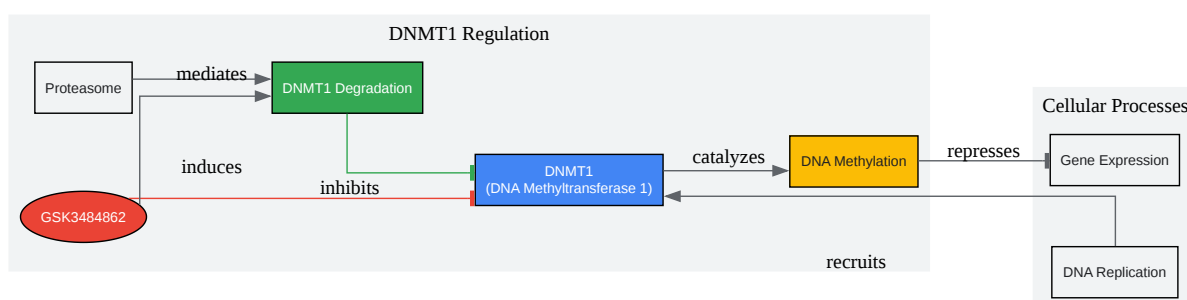 DNMT1 Regulation
Proteasome
mediates
DNMT1 Degradation
Cellular Processes
induces
inhibits
DNMT1
(DNA Methyltransferase 1)
catalyzes
DNA Methylation
represses
Gene Expression
GSK3484862
recruits
DNA Replication